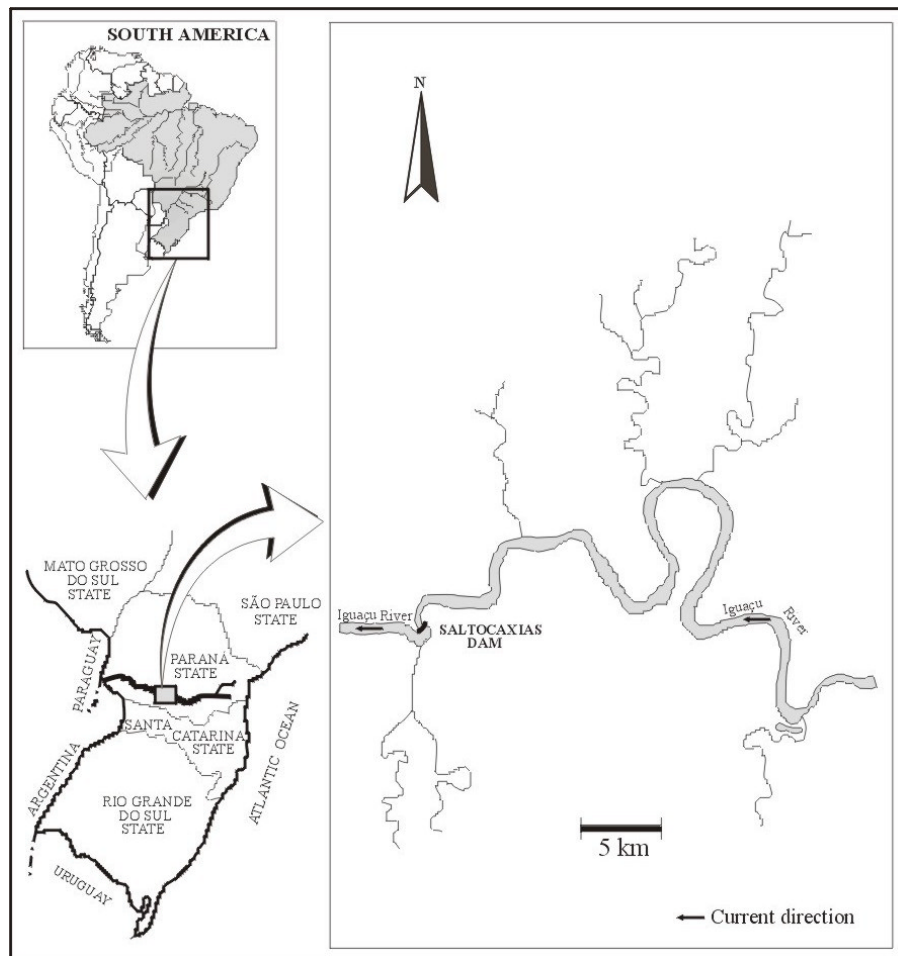 SOUTH AMERICA
N
MATO GROSSO
DO SUL
STATE
SÃO PAULO
STATE
PARAGUAY
PARANÁ
STATE
SANTA
CATARINA
STATE
ARGENTINA
ATLANTIC OCEAN
RIO GRANDE
DO SUL
STATE
URUGUAY
Iguaçu River
SALTOCAXIAS
DAM
Iguaçu
River
5 km
Current direction